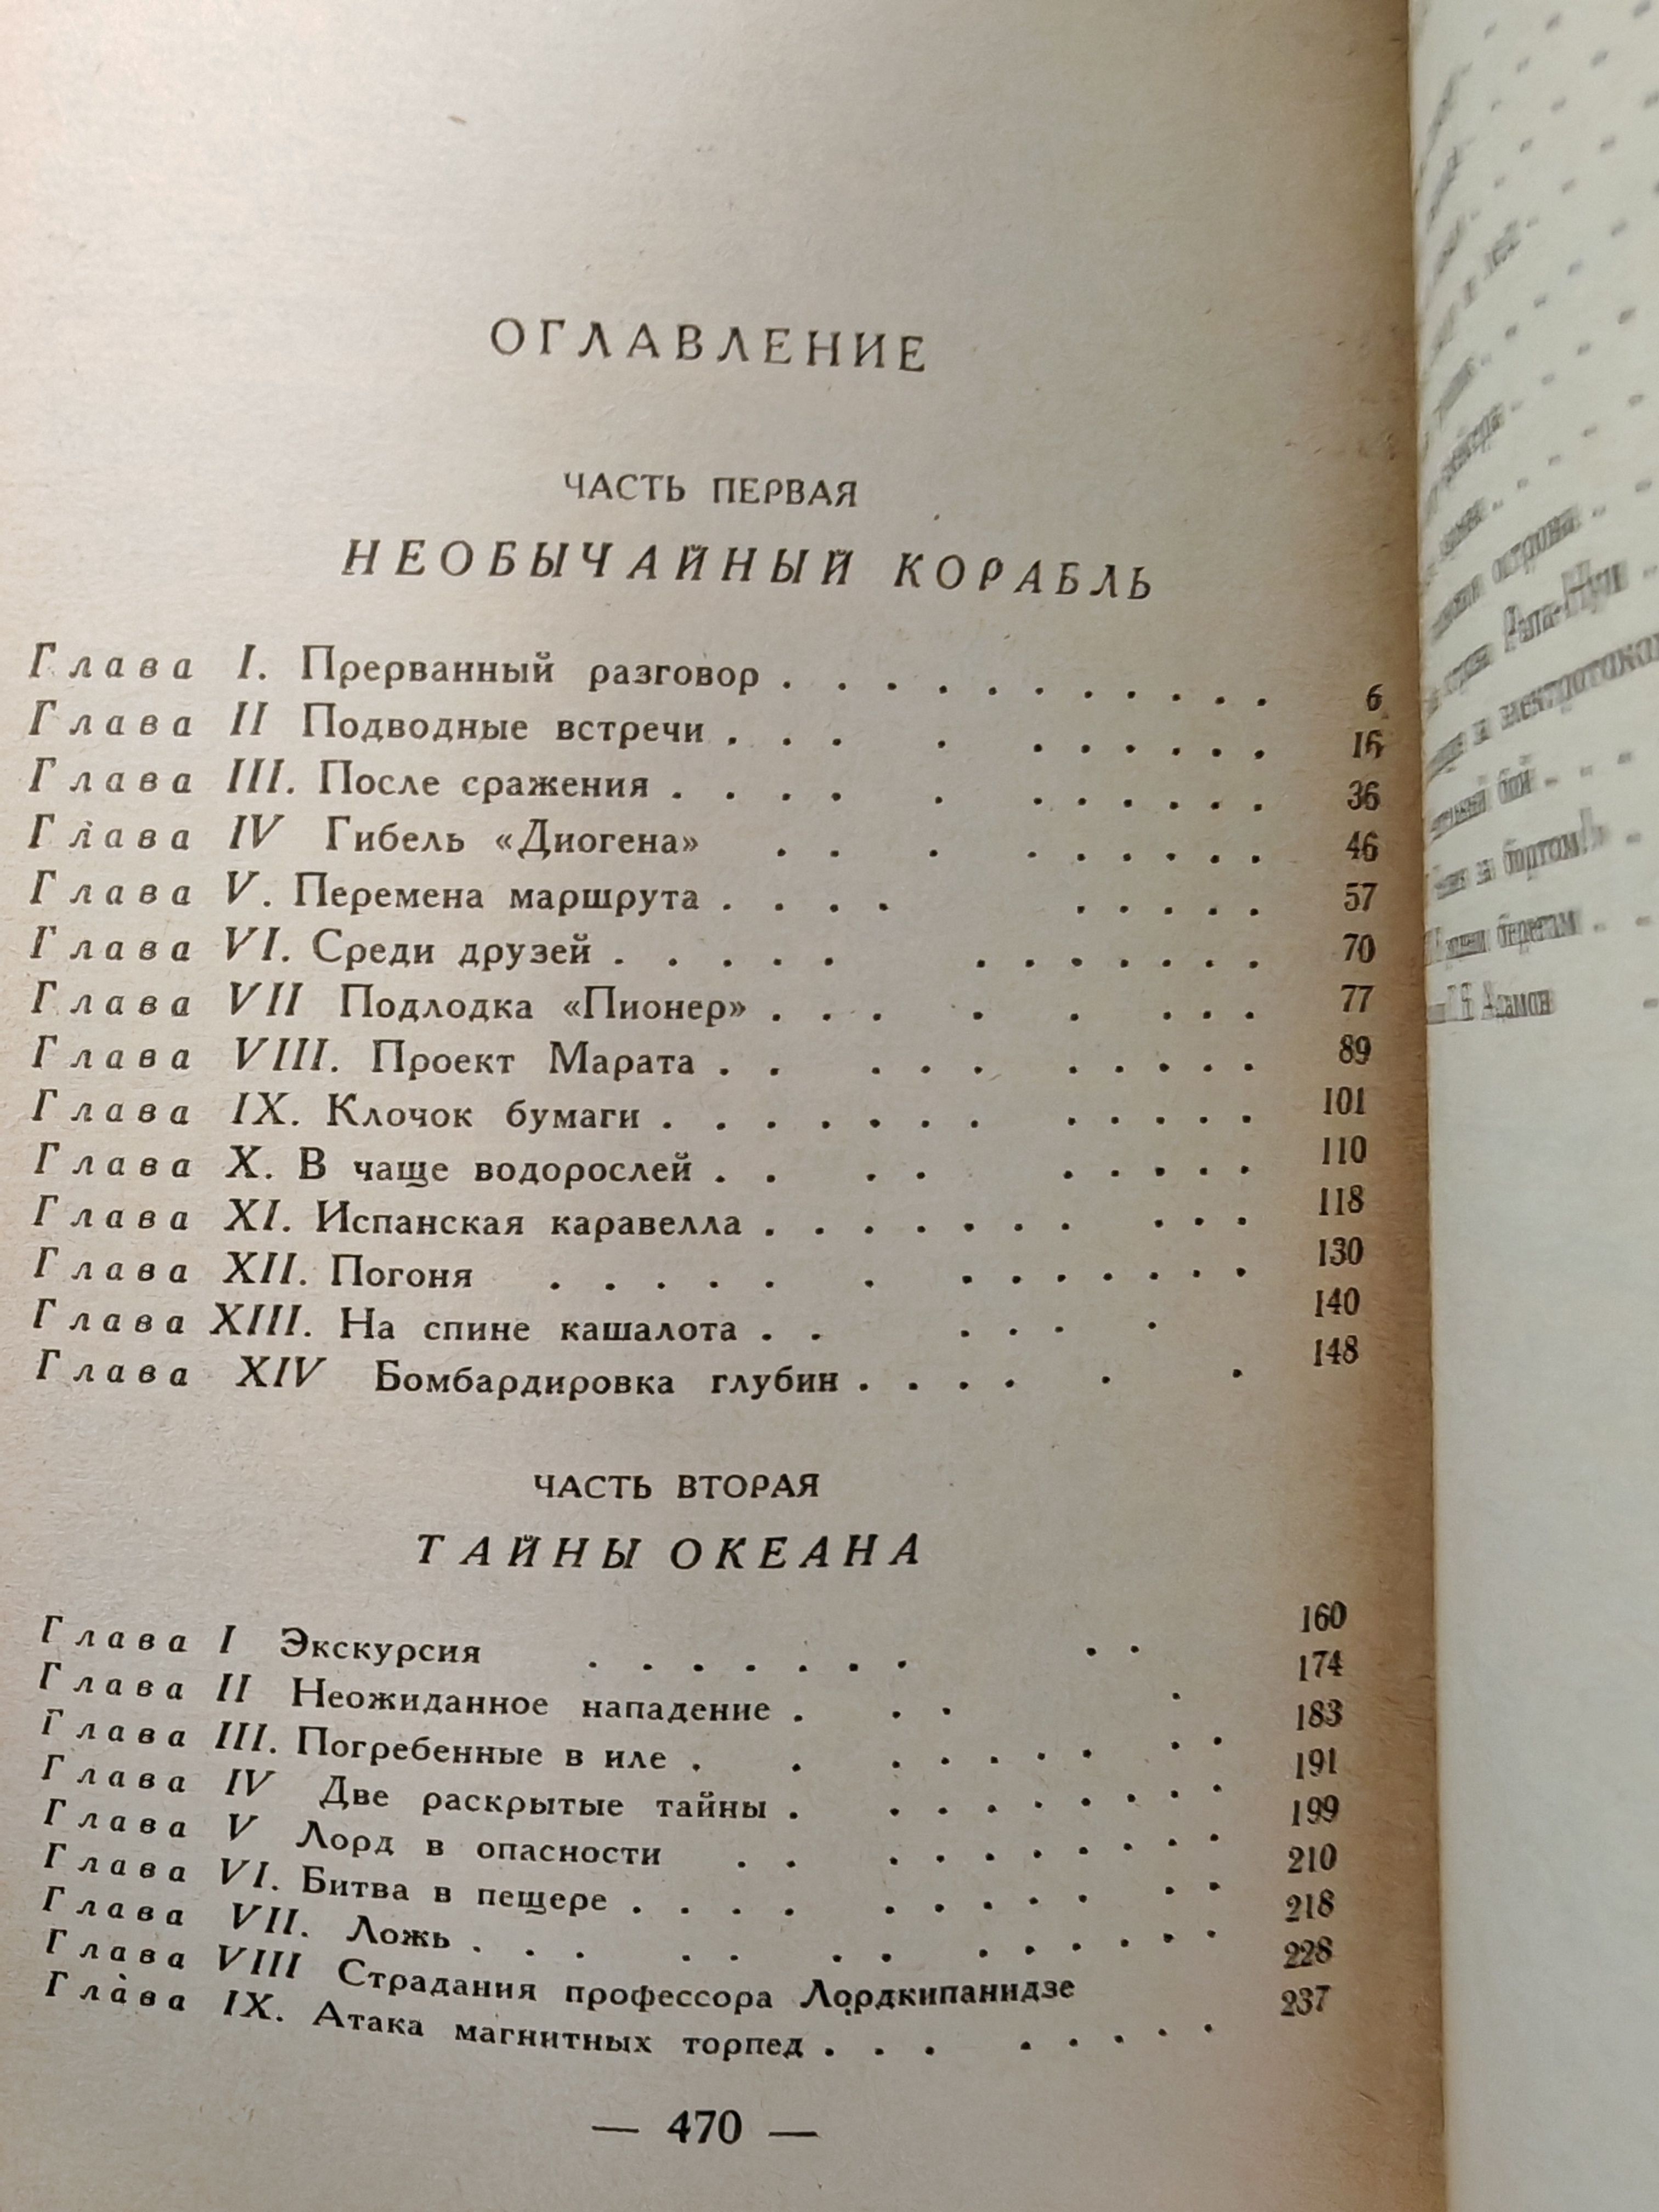 ОГЛАВЛЕНИЕ
ЧАСТЬ ПЕРВАЯ
НЕОБЫЧАЙНЫЙ КОРАБЛЬ
Глава I. Прерванный разговор . . . . . . . . . . . 6
Глава II Подводные встречи . . . . . . . . . . 16
Глава III. После сражения . . . . . . . . . . 36
Глава IV Гибель «Диогена» . . . . . . . . 46
Глава V. Перемена маршрута . . . . . . . . . 57
Глава VI. Среди друзей . . . . . . . . . . . . 70
Глава VII Подлодка «Пионер» . . . . . . . . 77
Глава VIII. Проект Марата . . . . . . . . . . 89
Глава IX. Клочок бумаги . . . . . . . . . . . . 101
Глава X. В чаще водорослей . . . . . . . . . 110
Глава XI. Испанская каравелла . . . . . . . . . . 118
Глава XII. Погоня . . . . . . . . . . . . . 130
Глава XIII. На спине кашалота . . . . . . 140
Глава XIV Бомбардировка глубин . . . . . . 148
ЧАСТЬ ВТОРАЯ
ТАЙНЫ ОКЕАНА
Глава I Экскурсия . . . . . . . . . 160
Глава II Неожиданное нападение . . . . 174
Глава III. Погребенные в иле . . . . . . . . . 183
Глава IV Две раскрытые тайны . . . . . . . . . 191
Глава V Лорд в опасности . . . . . . . . . . 199
Глава VI. Битва в пещере . . . . . . . . . . . 210
Глава VII. Ложь . . . . . . . . . . . . . 218
Глава VIII Страдания профессора Лордкипанидзе 228
Глава IX. Атака магнитных торпед . . . . . . . . 237
— 470 —
острова
Рапа-Нуи
бой
за бортом!
Адамов